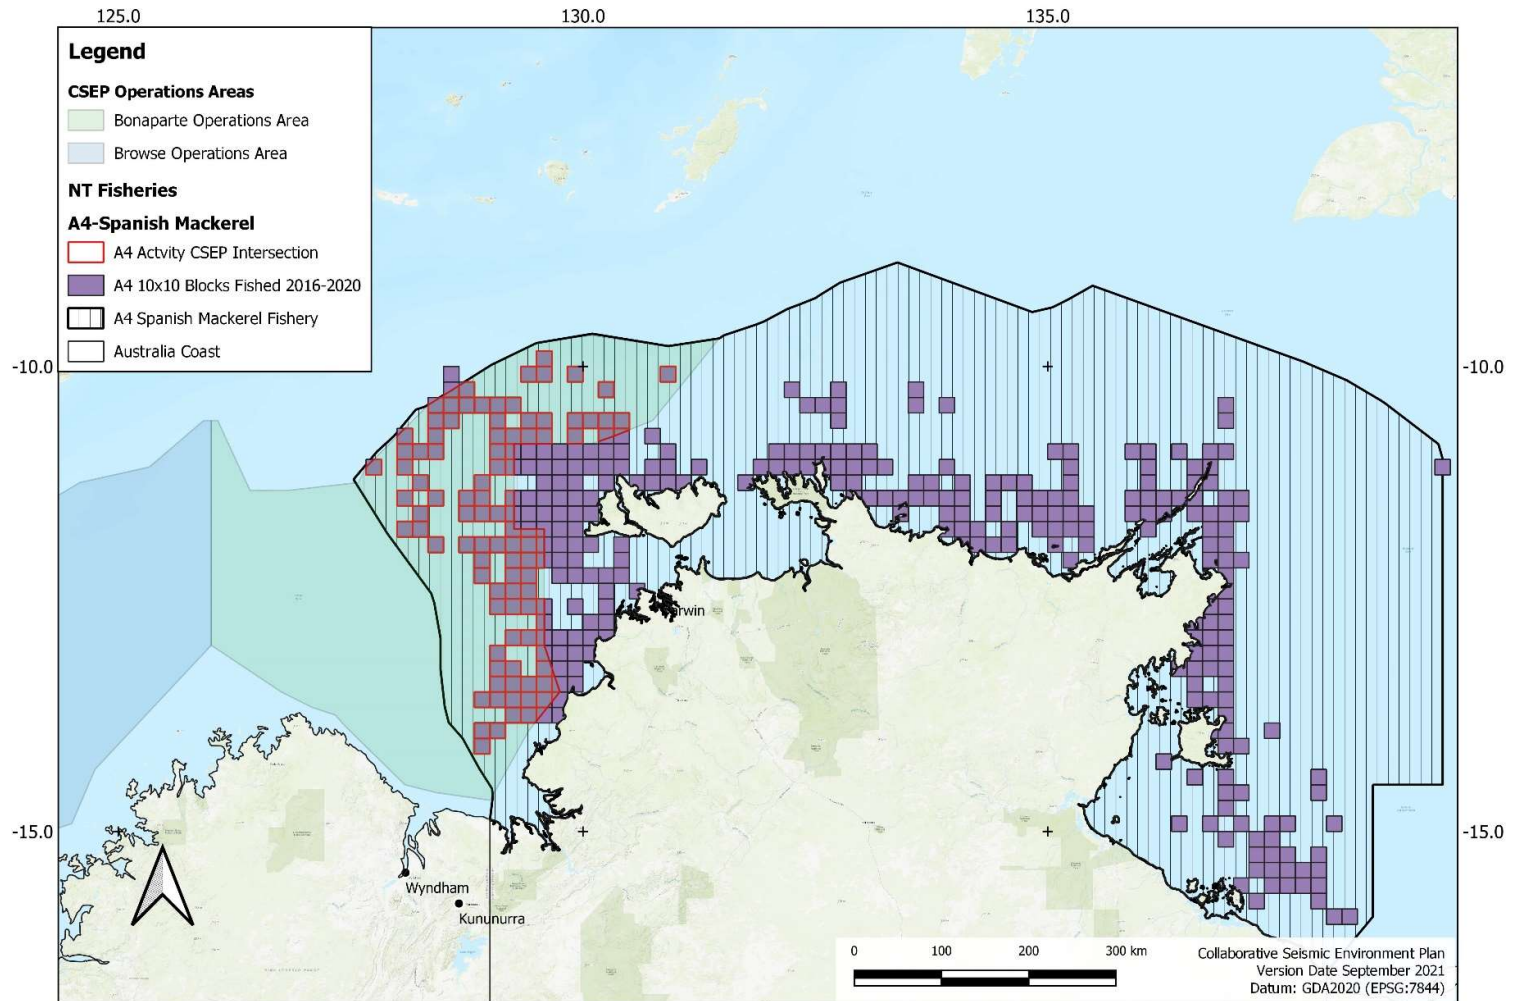 125.0 130.0 135.0
Legend
CSEP Operations Areas
Bonaparte Operations Area
Browse Operations Area
NT Fisheries
A4-Spanish Mackerel
A4 Actvity CSEP Intersection
A4 10x10 Blocks Fished 2016-2020
A4 Spanish Mackerel Fishery
Australia Coast
-10.0 -10.0
arwin
-15.0 -15.0
Wyndham
Kununurra
0 100 200 300 km
Collaborative Seismic Environment Plan
Version Date September 2021
Datum: GDA2020 (EPSG:7844)